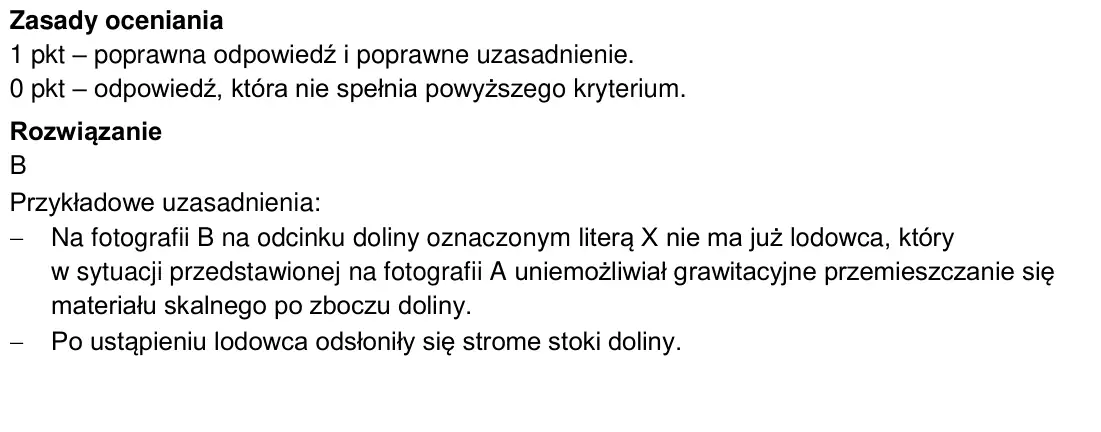 Zasady oceniania
1 pkt – poprawna odpowiedź i poprawne uzasadnienie.
0 pkt – odpowiedź, która nie spełnia powyższego kryterium.
Rozwiązanie
B
Przykładowe uzasadnienia:
– Na fotografii B na odcinku doliny oznaczonym literą X nie ma już lodowca, który
w sytuacji przedstawionej na fotografii A uniemożliwiał grawitacyjne przemieszczanie się
materiału skalnego po zboczu doliny.
– Po ustąpieniu lodowca odsłoniły się strome stoki doliny.